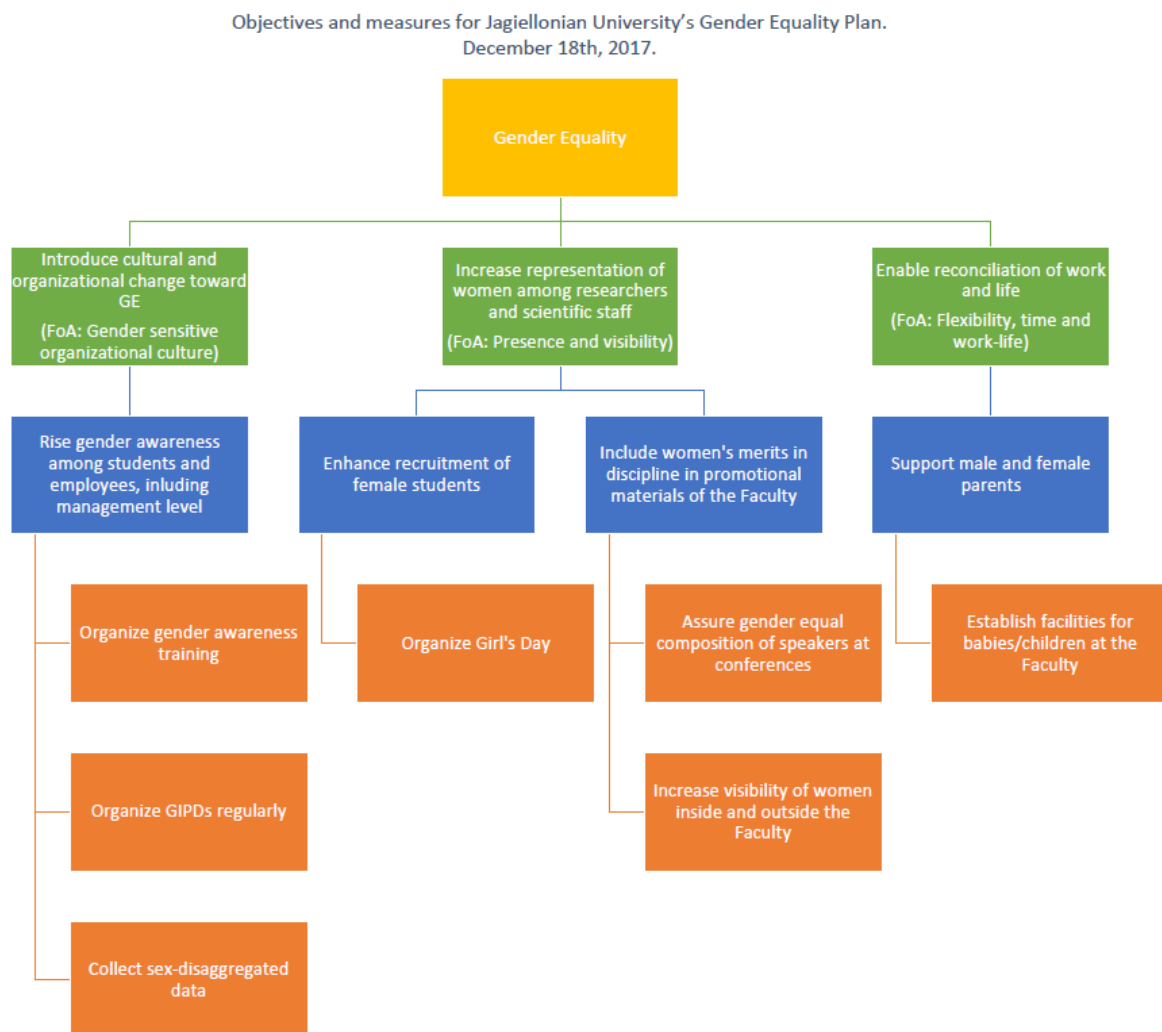 Objectives and measures for Jagiellonian University's Gender Equality Plan.
December 18th, 2017.
Gender Equality
Introduce cultural and
organizational change toward
GE
(FoA: Gender sensitive
organizational culture)
Increase representation of
women among researchers
and scientific staff
(FoA: Presence and visibility)
Enable reconciliation of work
and life
(FoA: Flexibility, time and
work-life)
Rise gender awareness
among students and
employees, inluding
management level
Enhance recruitment of
female students
Include women's merits in
discipline in promotional
materials of the Faculty
Support male and female
parents
Organize gender awareness
training
Organize Girl's Day
Assure gender equal
composition of speakers at
conferences
Establish facilities for
babies/children at the
Faculty
Organize GIPDs regularly
Increase visibility of women
inside and outside the
Faculty
Collect sex-disaggregated
data